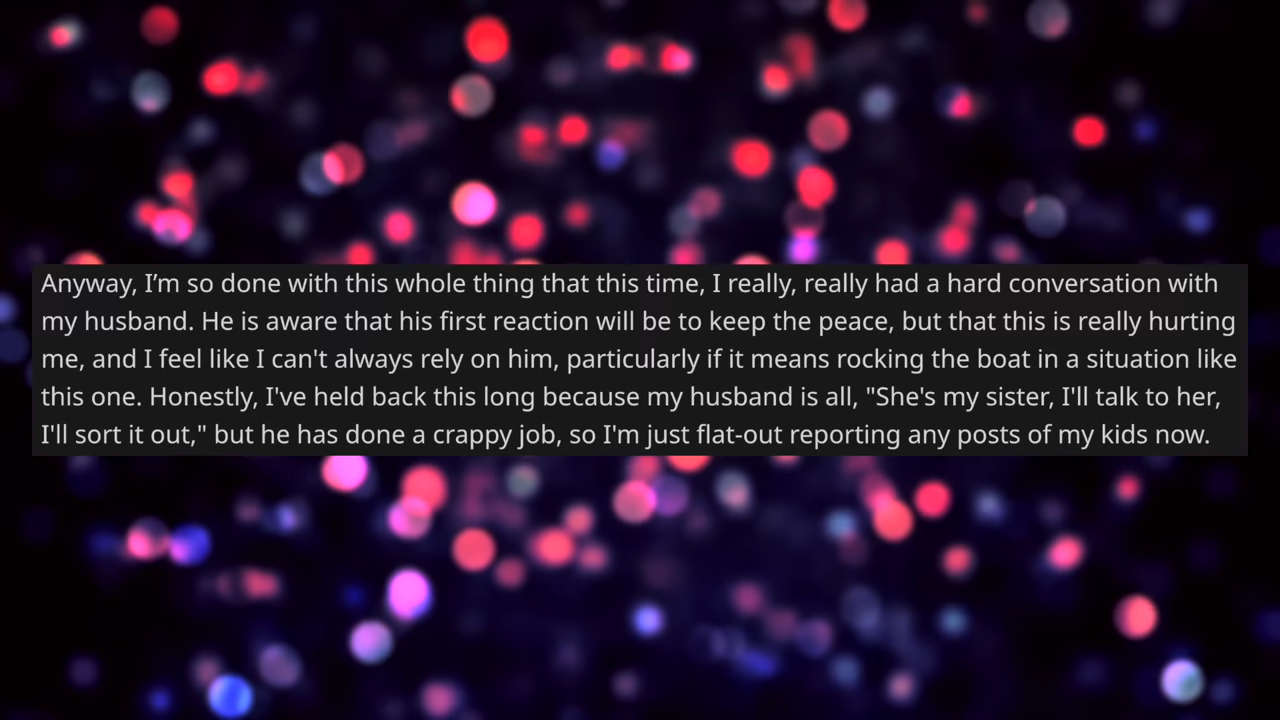 Anyway, I’m so done with this whole thing that this time, I really, really had a hard conversation with
my husband. He is aware that his first reaction will be to keep the peace, but that this is really hurting
me, and I feel like I can't always rely on him, particularly if it means rocking the boat in a situation like
this one. Honestly, I've held back this long because my husband is all, "She's my sister, I'll talk to her,
I'll sort it out," but he has done a crappy job, so I'm just flat-out reporting any posts of my kids now.